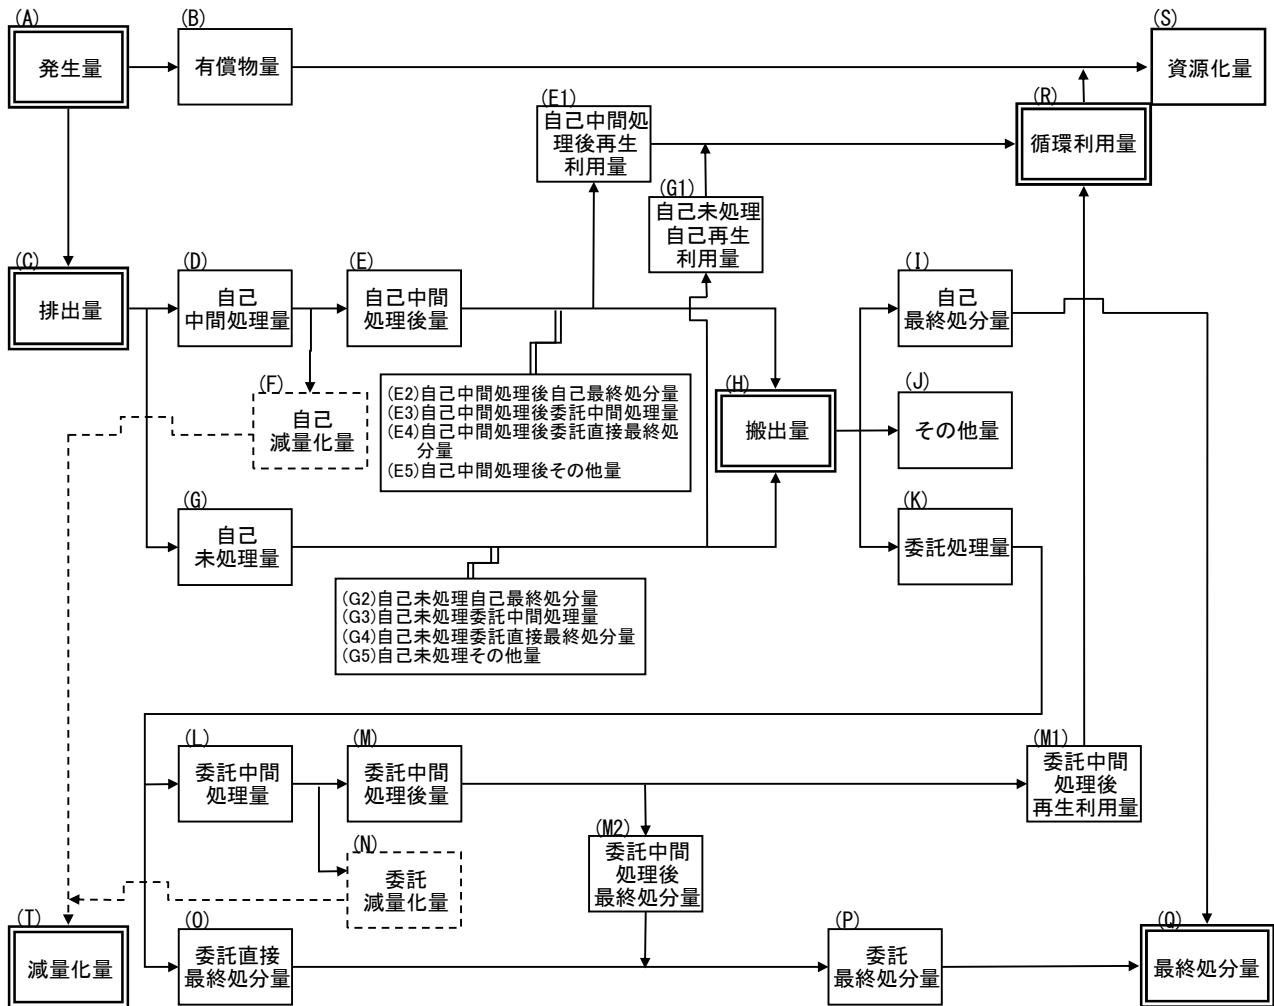 (A)
発生量
(B)
有償物量
(S)
資源化量
(E1)
自己中間処
理後再生
利用量
(R)
循環利用量
(G1)
自己未処理
自己再生
利用量
(C)
排出量
(D)
自己
中間処理量
(E)
自己中間
処理後量
(I)
自己
最終処分量
(F)
自己
減量化量
(E2)自己中間処理後自己最終処分量
(E3)自己中間処理後委託中間処理量
(E4)自己中間処理後委託直接最終処
分量
(E5)自己中間処理後その他量
(H)
搬出量
(J)
その他量
(G)
自己
未処理量
(K)
委託処理量
(G2)自己未処理自己最終処分量
(G3)自己未処理委託中間処理量
(G4)自己未処理委託直接最終処分量
(G5)自己未処理その他量
(L)
委託中間
処理量
(M)
委託中間
処理後量
(M1)
委託中間
処理後
再生利用量
(M2)
委託中間
処理後
最終処分量
(N)
委託
減量化量
(T)
減量化量
(O)
委託直接
最終処分量
(P)
委託
最終処分量
(Q)
最終処分量